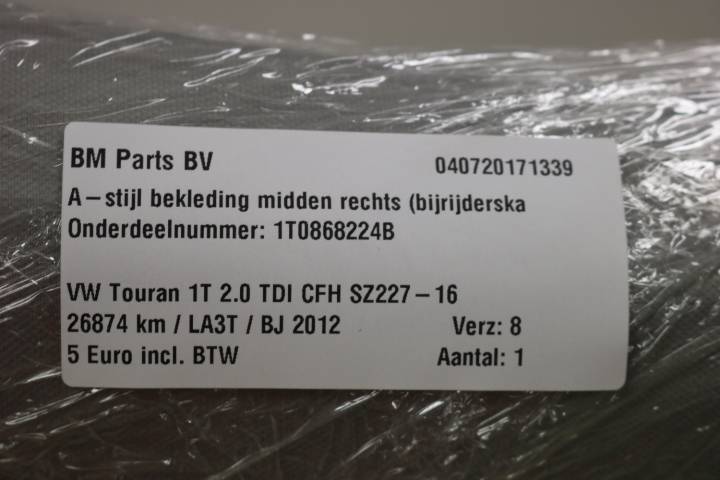 BM Parts BV 040720171339
A-stijl bekleding midden rechts (bijrijderska
Onderdeelnummer: 1T0868224B
VW Touran 1T 2.0 TDI CFH SZ227-16
26874 km / LA3T / BJ 2012 Verz: 8
5 Euro incl. BTW Aantal: 1